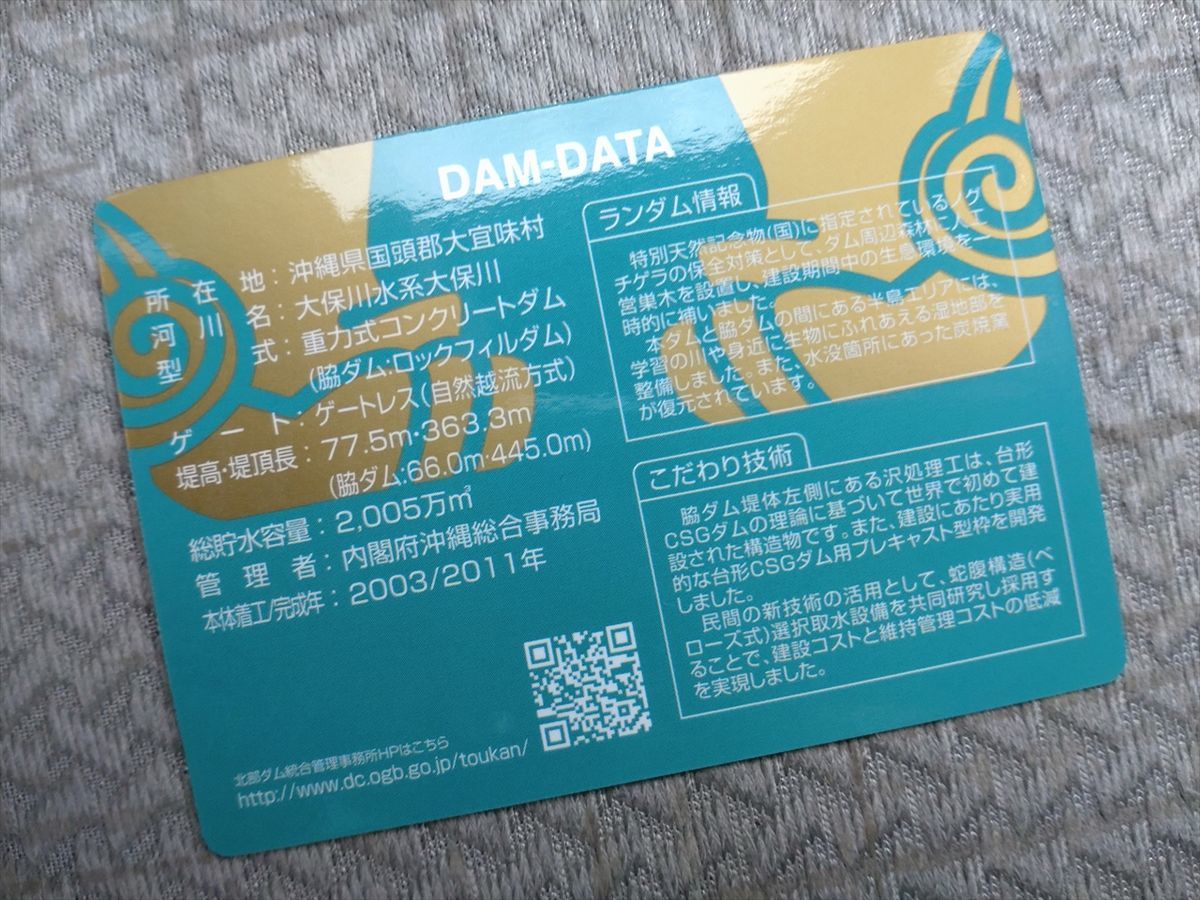 DAM-DATA
所在地：沖縄県国頭郡大宜味村
河川名：大保川水系大保川
型式：重力式コンクリートダム
(脇ダム:ロックフィルダム)
ゲート：ゲートレス(自然越流方式)
堤高・堤頂長：77.5m・363.3m
(脇ダム:66.0m・445.0m)
総貯水容量：2,005万㎥
管理者：内閣府沖縄総合事務局
本体着工/完成年：2003/2011年
ランダム情報
特別天然記念物(国)に指定されているノグ
チゲラの保全対策として、ダム周辺森林に人工
営巣木を設置し、建設期間中の生息環境を一
時的に補いました。
本ダムと脇ダムの間にある半島エリアには、
学習の川や身近に生物にふれあえる湿地部を
整備しました。また、水没箇所にあった炭焼窯
が復元されています。
こだわり技術
脇ダム堤体左側にある沢処理工は、台形
CSGダムの理論に基づいて世界で初めて建
設された構造物です。また、建設にあたり実用
的な台形CSGダム用プレキャスト型枠を開発
しました。
民間の新技術の活用として、蛇腹構造(ベ
ローズ式)選択取水設備を共同研究し採用す
ることで、建設コストと維持管理コストの低減
を実現しました。
北部ダム統合管理事務所HPはこちら
http://www.dc.ogb.go.jp/toukan/